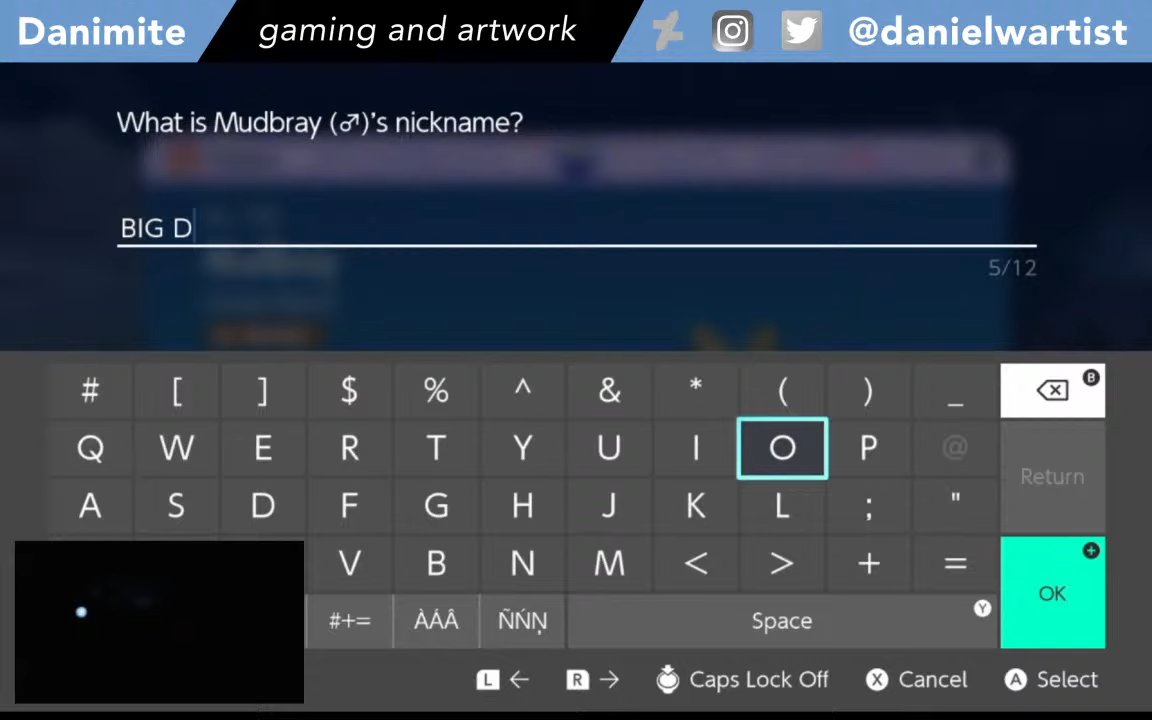 Danimite gaming and artwork @danielwartist
What is Mudbray (♂)'s nickname?
BIG D
5/12
# [ ] $ % ^ & * ( ) _ B
Q W E R T Y U I O P @ Return
A S D F G H J K L ; "
V B N M < > + = OK +
#+= ÀÁÂ ÑŃŅ Space Y
L ← R → Caps Lock Off X Cancel A Select